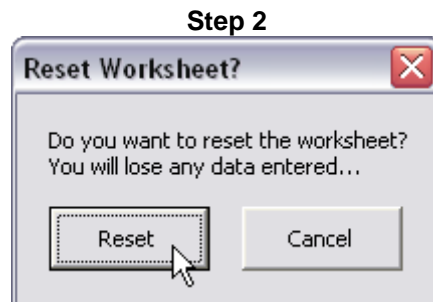 Step 2
Reset Worksheet?
Do you want to reset the worksheet?
You will lose any data entered...
Reset
Cancel